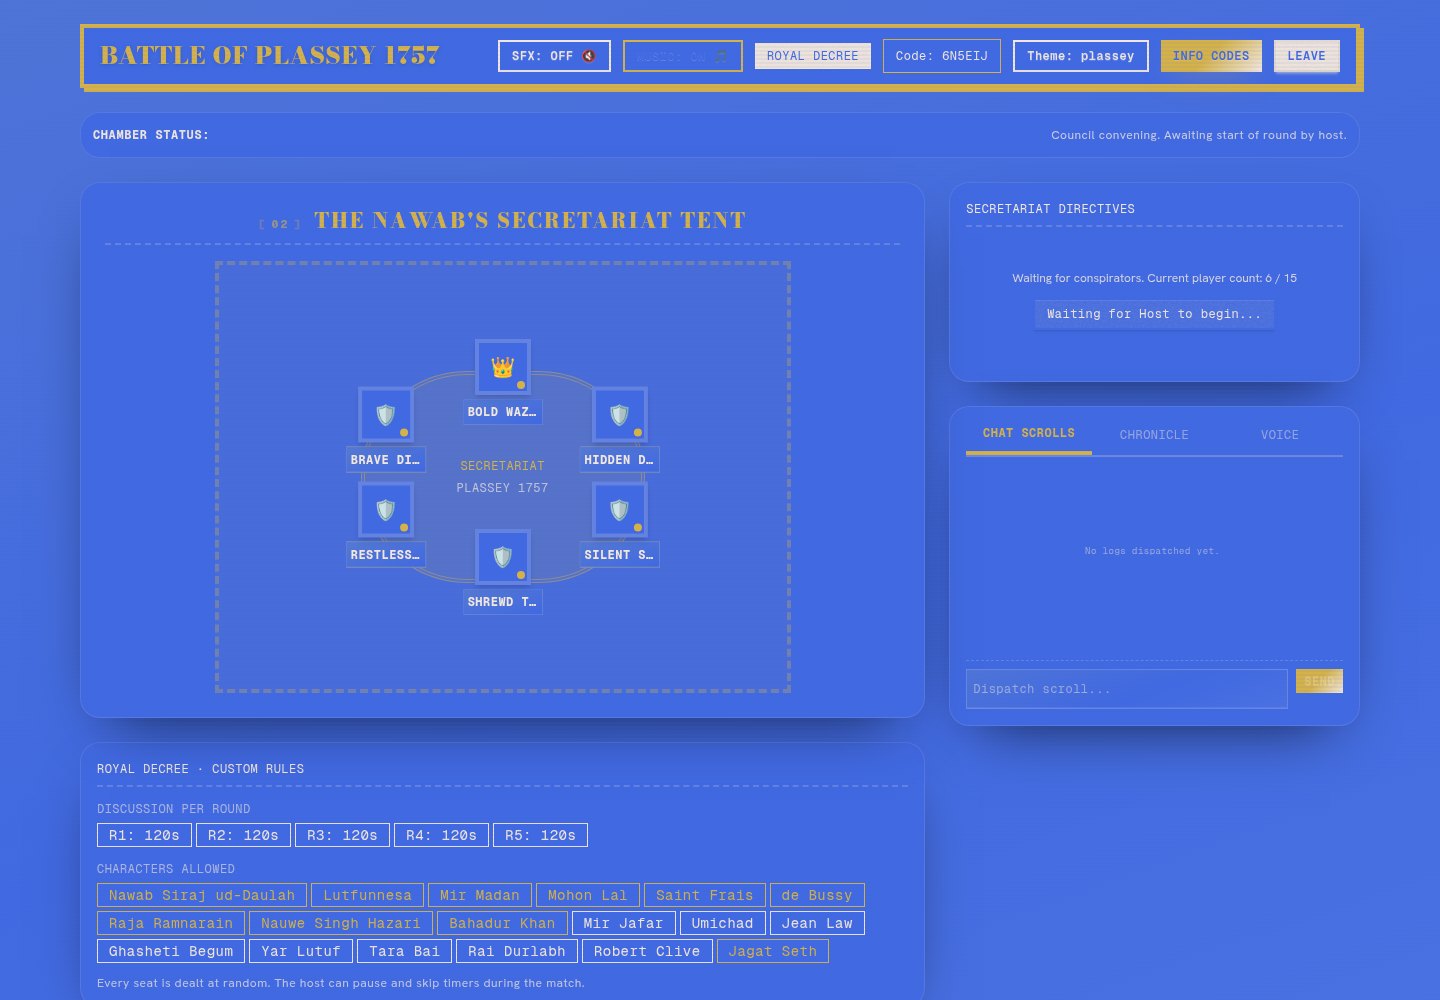 BATTLE OF PLASSEY 1757
SFX: OFF 🔇
MUSIC: ON 🎵
ROYAL DECREE
Code: 6N5EIJ
Theme: plassey
INFO CODES
LEAVE
CHAMBER STATUS:
Council convening. Awaiting start of round by host.
[ 02 ] THE NAWAB'S SECRETARIAT TENT
BOLD WAZ…
BRAVE DI…
HIDDEN D…
SECRETARIAT
PLASSEY 1757
RESTLESS…
SILENT S…
SHREWD T…
SECRETARIAT DIRECTIVES
Waiting for conspirators. Current player count: 6 / 15
Waiting for Host to begin...
CHAT SCROLLS
CHRONICLE
VOICE
No logs dispatched yet.
Dispatch scroll...
SEND
ROYAL DECREE · CUSTOM RULES
DISCUSSION PER ROUND
R1: 120s R2: 120s R3: 120s R4: 120s R5: 120s
CHARACTERS ALLOWED
Nawab Siraj ud-Daulah Lutfunnesa Mir Madan Mohon Lal Saint Frais de Bussy
Raja Ramnarain Nauwe Singh Hazari Bahadur Khan Mir Jafar Umichad Jean Law
Ghasheti Begum Yar Lutuf Tara Bai Rai Durlabh Robert Clive Jagat Seth
Every seat is dealt at random. The host can pause and skip timers during the match.